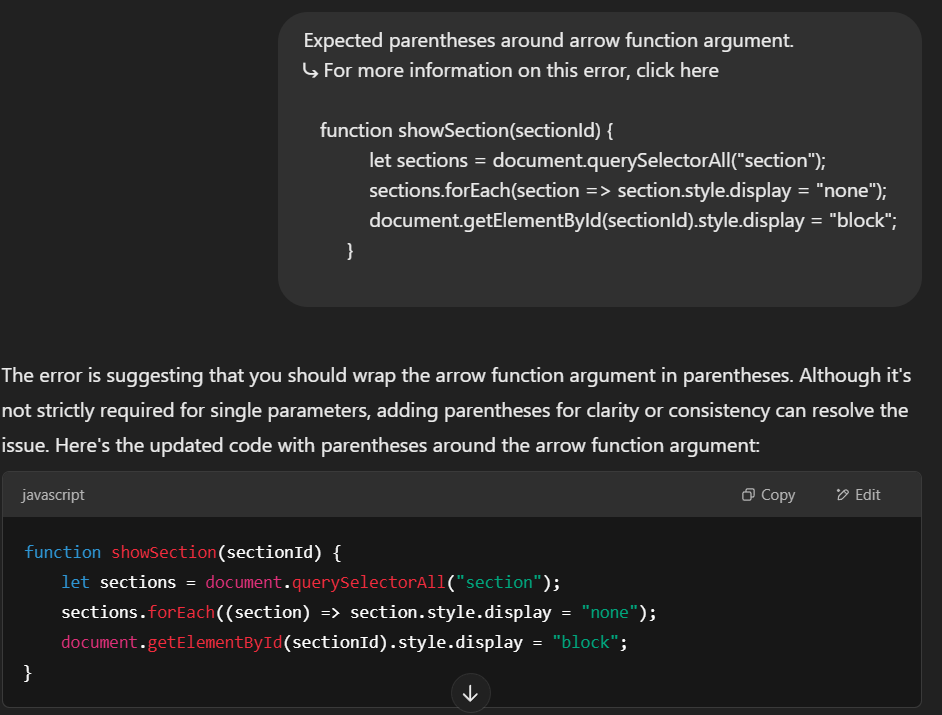 Expected parentheses around arrow function argument.
↳ For more information on this error, click here
function showSection(sectionId) {
let sections = document.querySelectorAll("section");
sections.forEach(section => section.style.display = "none");
document.getElementById(sectionId).style.display = "block";
}
The error is suggesting that you should wrap the arrow function argument in parentheses. Although it's
not strictly required for single parameters, adding parentheses for clarity or consistency can resolve the
issue. Here's the updated code with parentheses around the arrow function argument:
javascript Copy Edit
function showSection(sectionId) {
let sections = document.querySelectorAll("section");
sections.forEach((section) => section.style.display = "none");
document.getElementById(sectionId).style.display = "block";
}